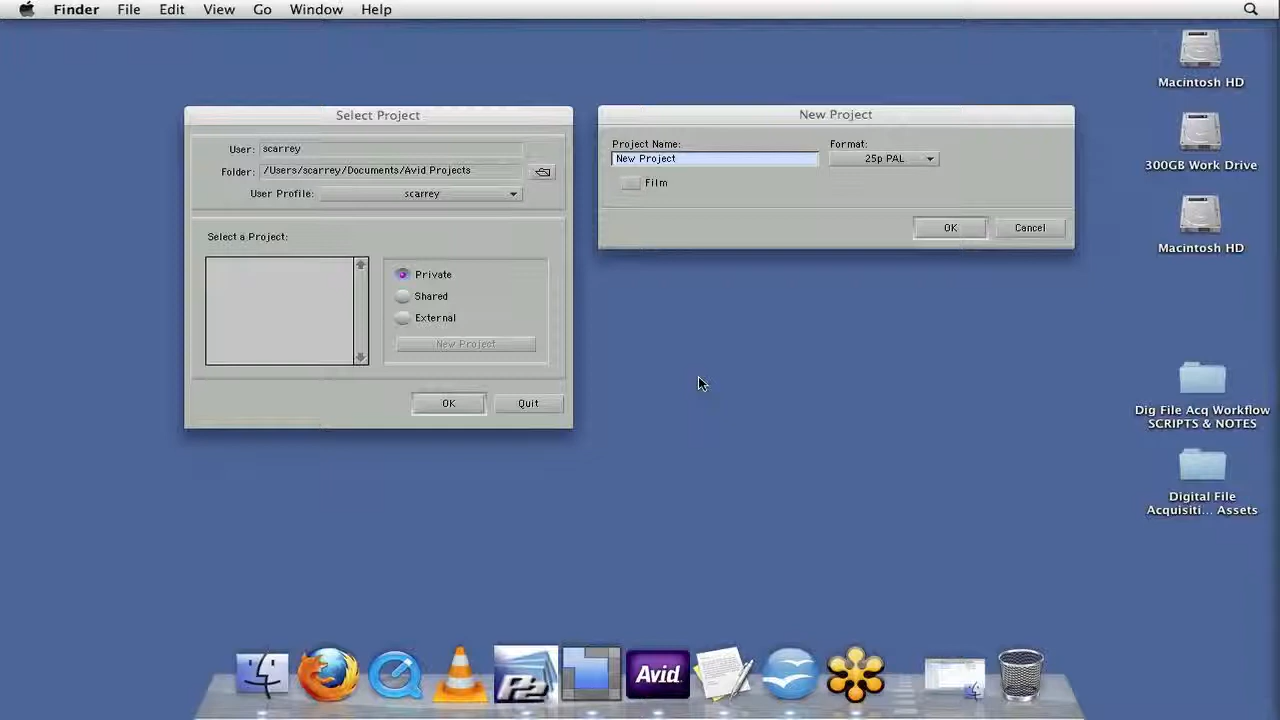 Finder File Edit View Go Window Help
Macintosh HD
300GB Work Drive
Macintosh HD
Dig File Acq Workflow
SCRIPTS & NOTES
Digital File
Acquisiti... Assets
Select Project
User: scarrey
Folder: /Users/scarrey/Documents/Avid Projects
User Profile: scarrey
Select a Project:
Private
Shared
External
New Project
OK Quit
New Project
Project Name: Format:
New Project 25p PAL
Film
OK Cancel
P2
Avid